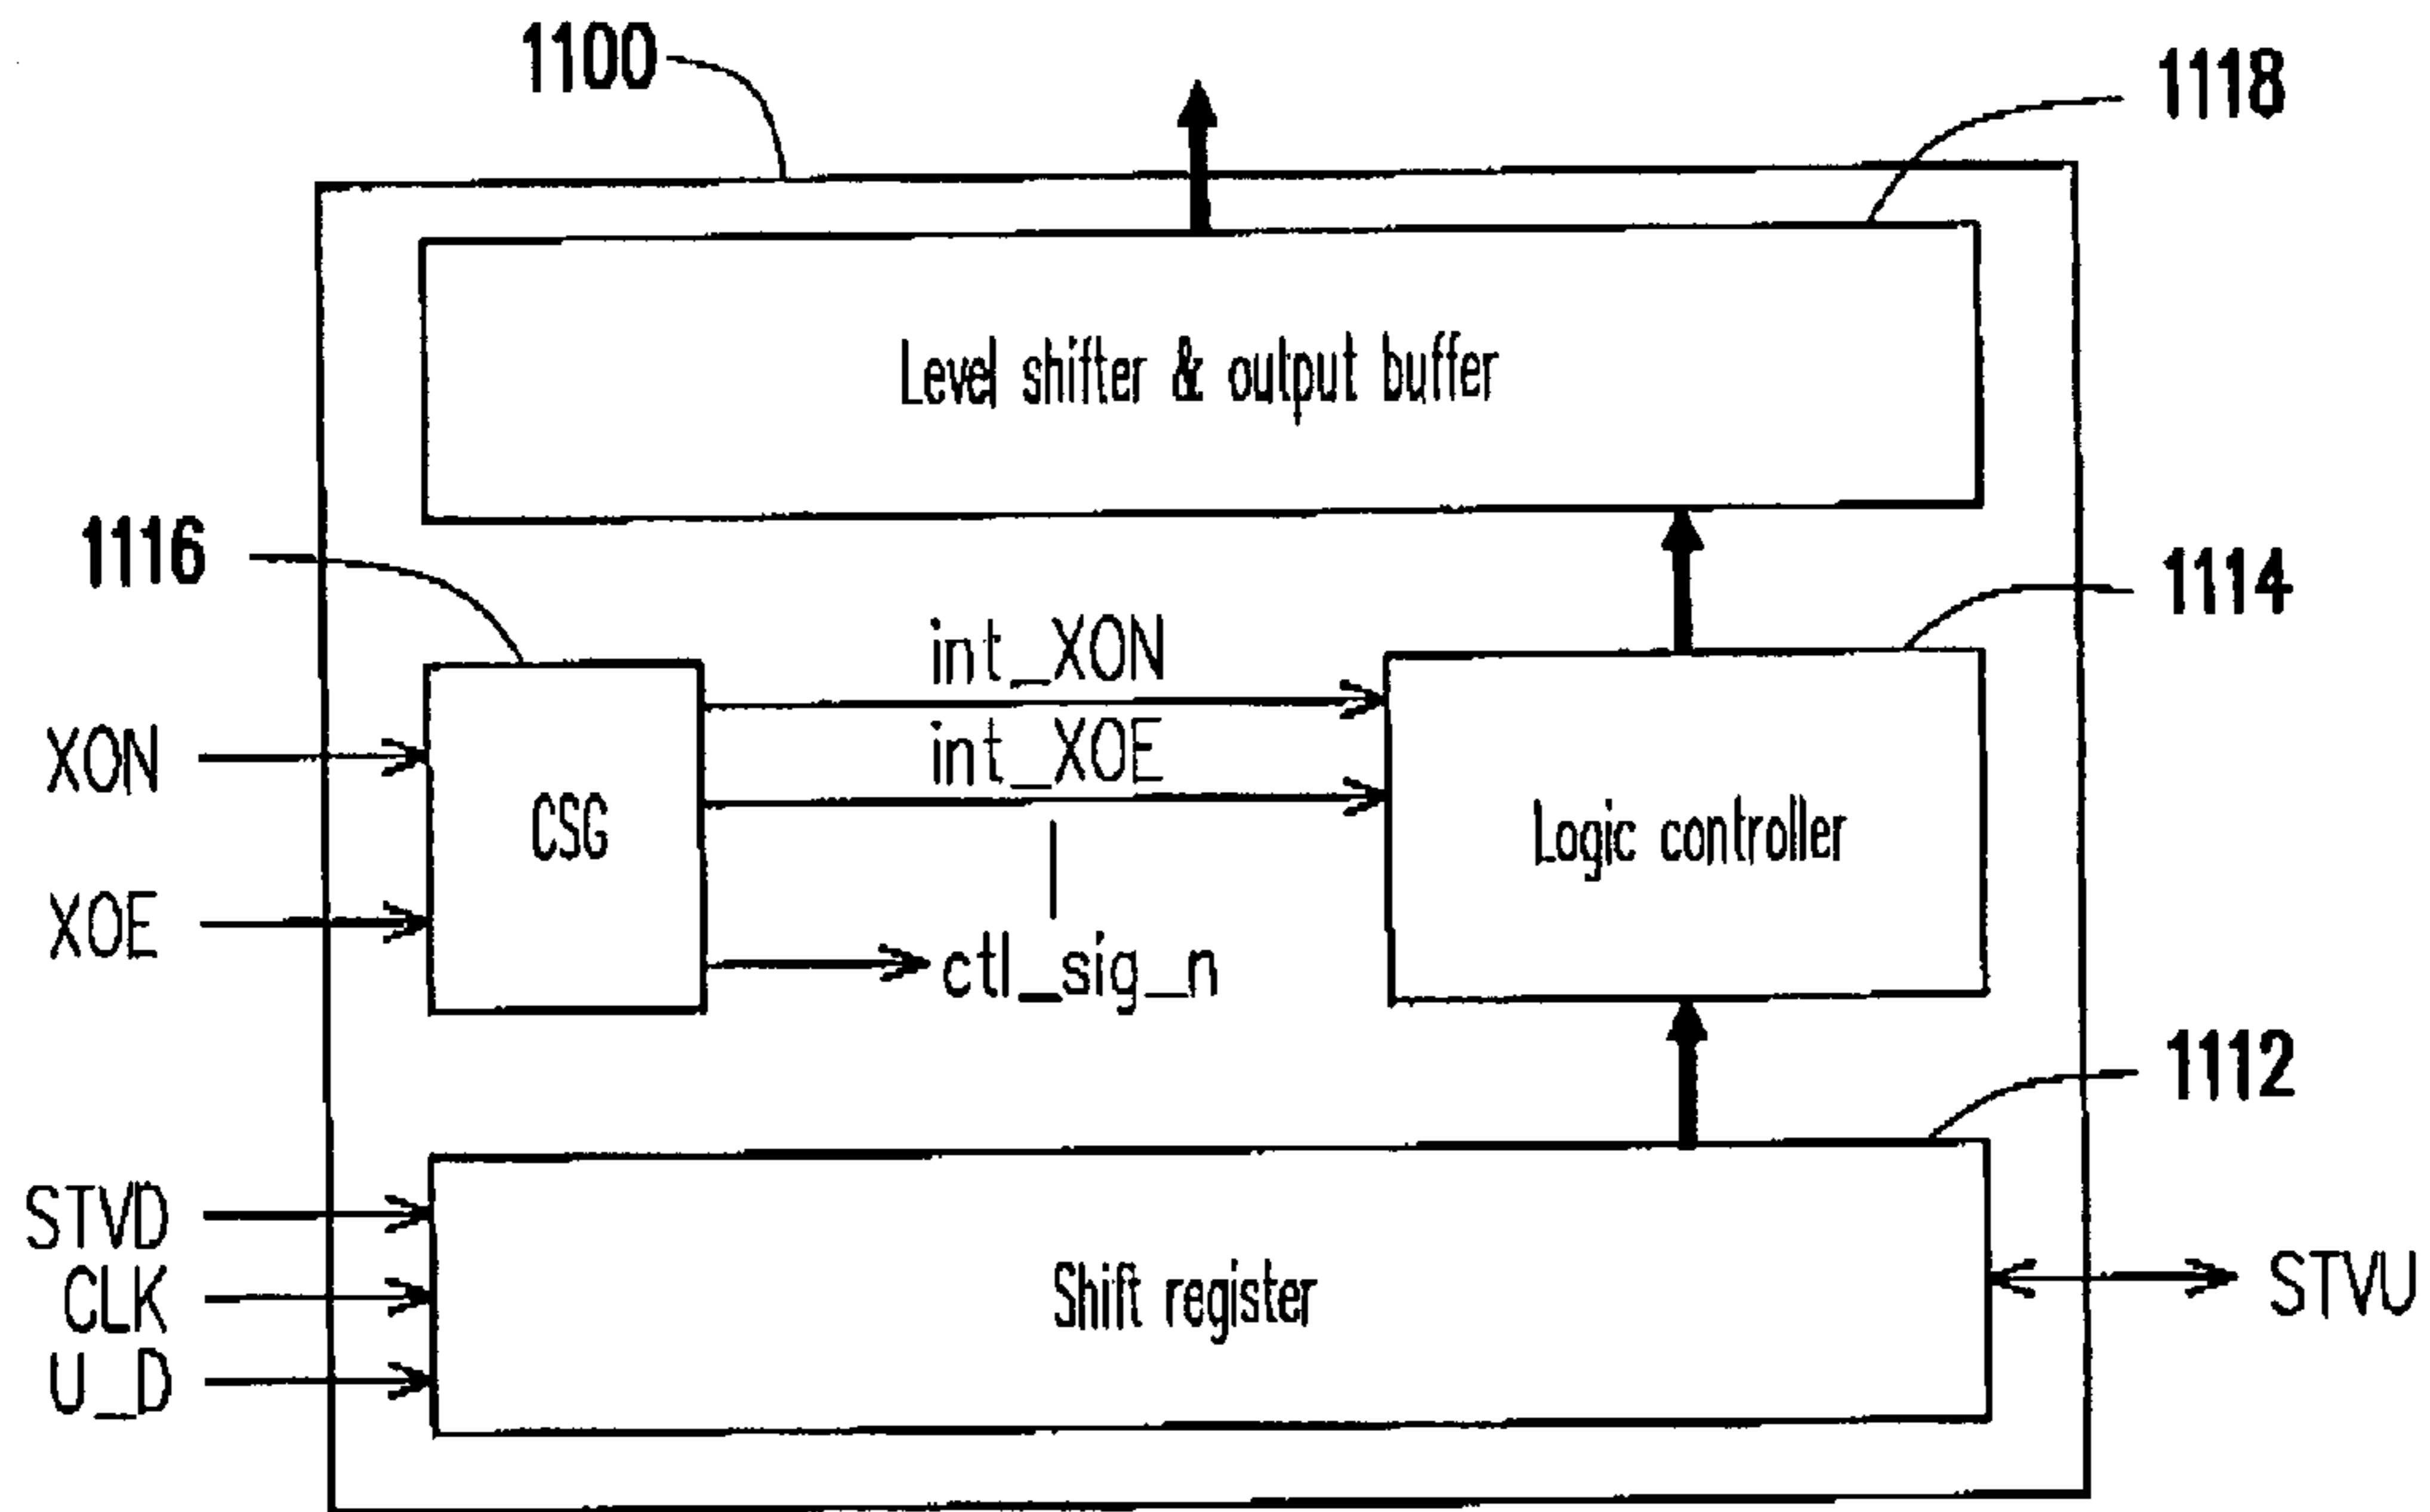 1100
1118
Level shifter & output buffer
1116
1114
int_XON
XON
int_XOE
CSG
Logic controller
XOE
ctl_sig_n
1112
STVD
CLK
Shift register
STVU
U_D